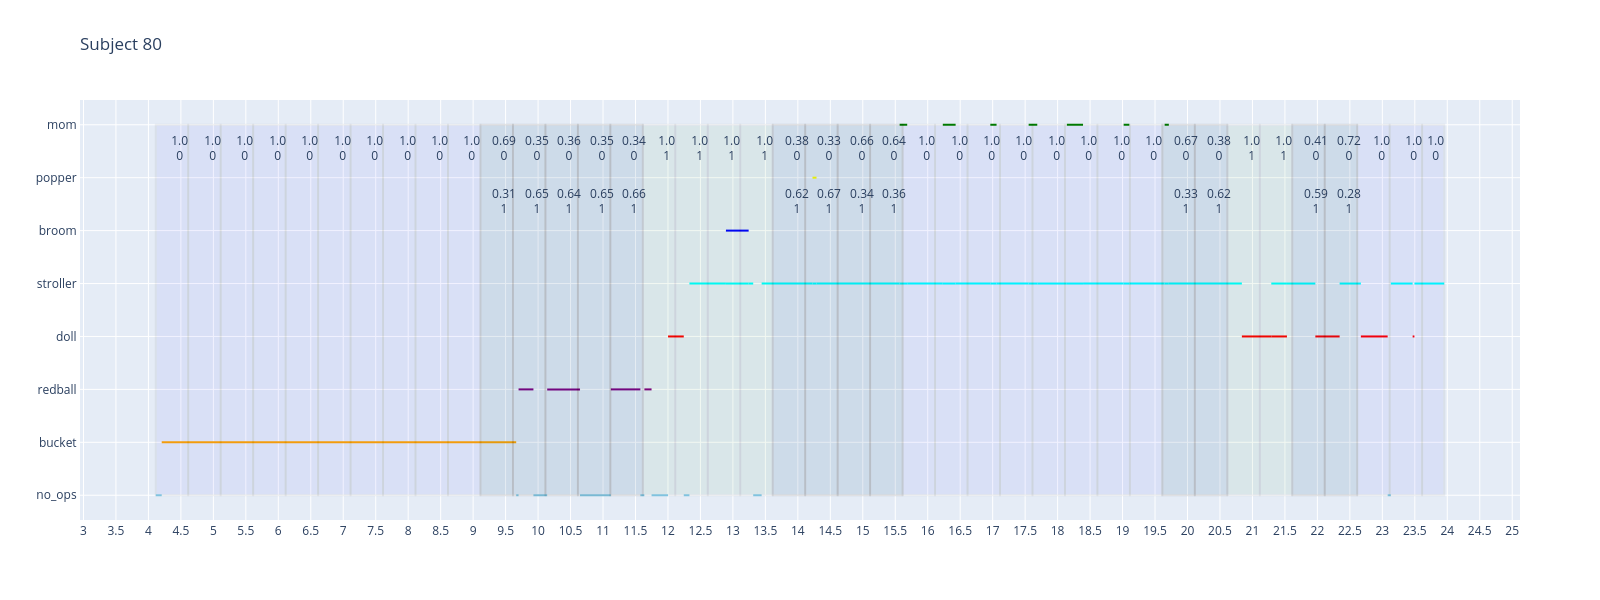 Subject 80
mom
1.0 1.0 1.0 1.0 1.0 1.0 1.0 1.0 1.0 1.0 0.69 0.35 0.36 0.35 0.34 1.0 1.0 1.0 1.0 0.38 0.33 0.66 0.64 1.0 1.0 1.0 1.0 1.0 1.0 1.0 1.0 0.67 0.38 1.0 1.0 0.41 0.72 1.0 1.0 1.0
0 0 0 0 0 0 0 0 0 0 0 0 0 0 0 1 1 1 1 0 0 0 0 0 0 0 0 0 0 0 0 0 0 1 1 0 0 0 0 0
popper
0.31 0.65 0.64 0.65 0.66 0.62 0.67 0.34 0.36 0.33 0.62 0.59 0.28
1 1 1 1 1 1 1 1 1 1 1 1 1
broom
stroller
doll
redball
bucket
no_ops
3 3.5 4 4.5 5 5.5 6 6.5 7 7.5 8 8.5 9 9.5 10 10.5 11 11.5 12 12.5 13 13.5 14 14.5 15 15.5 16 16.5 17 17.5 18 18.5 19 19.5 20 20.5 21 21.5 22 22.5 23 23.5 24 24.5 25